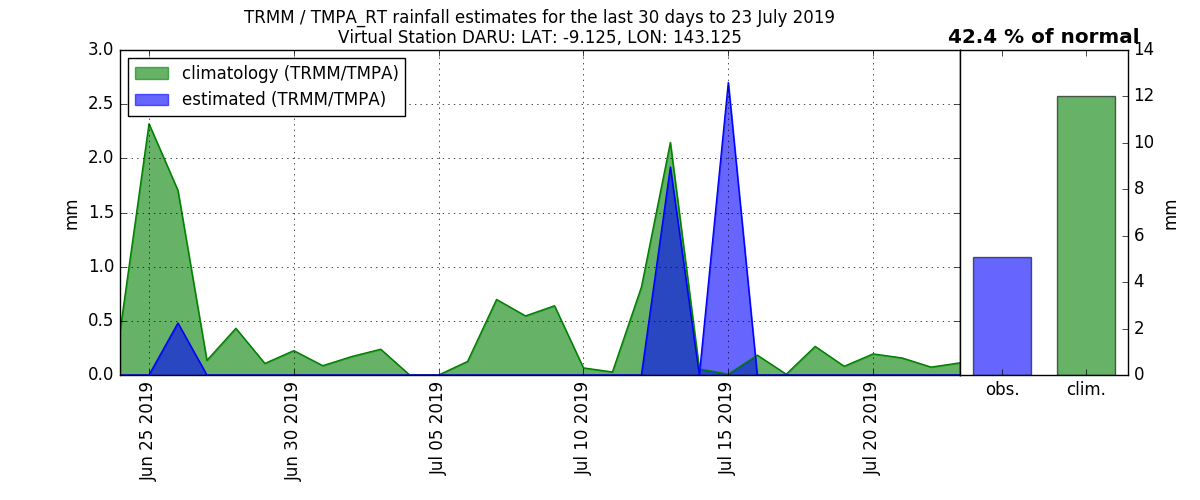 TRMM / TMPA_RT rainfall estimates for the last 30 days to 23 July 2019
Virtual Station DARU: LAT: -9.125, LON: 143.125
42.4 % of normal
climatology (TRMM/TMPA)
estimated (TRMM/TMPA)
3.0
2.5
2.0
1.5
1.0
0.5
0.0
mm
Jun 25 2019
Jun 30 2019
Jul 05 2019
Jul 10 2019
Jul 15 2019
Jul 20 2019
14
12
10
8
6
4
2
0
mm
obs.
clim.